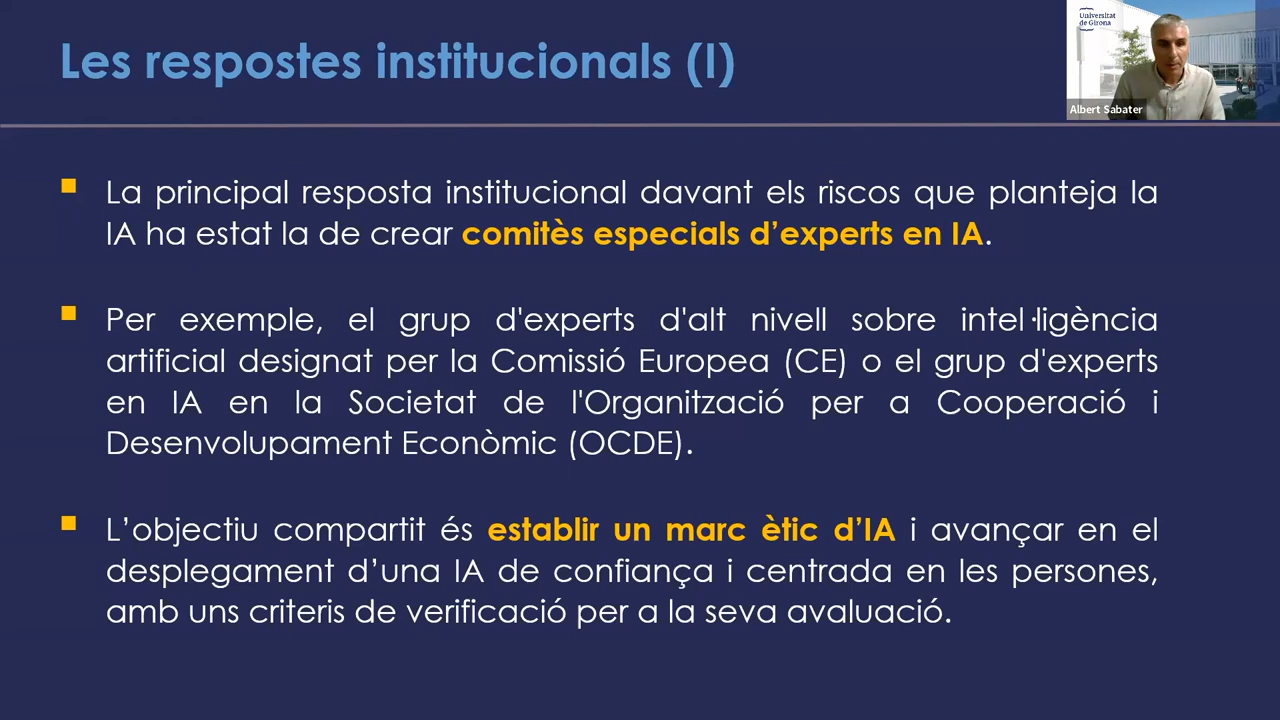 Les respostes institucionals (I)
Universitat
de Girona
Albert Sabater
La principal resposta institucional davant els riscos que planteja la
IA ha estat la de crear comitès especials d’experts en IA.
Per exemple, el grup d'experts d'alt nivell sobre intel·ligència
artificial designat per la Comissió Europea (CE) o el grup d'experts
en IA en la Societat de l'Organització per a Cooperació i
Desenvolupament Econòmic (OCDE).
L’objectiu compartit és establir un marc ètic d’IA i avançar en el
desplegament d’una IA de confiança i centrada en les persones,
amb uns criteris de verificació per a la seva avaluació.